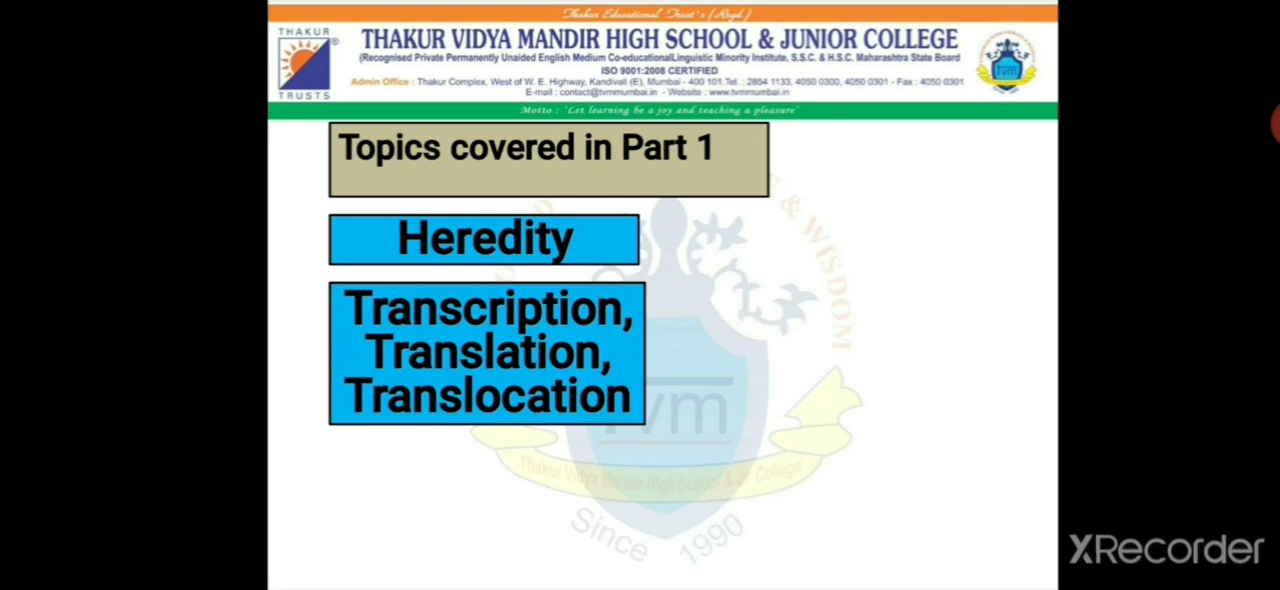 Thakur Educational Trust's (Regd.)
THAKUR
TRUSTS
®
THAKUR VIDYA MANDIR HIGH SCHOOL & JUNIOR COLLEGE
(Recognised Private Permanently Unaided English Medium Co-educationalLinguistic Minority Institute, S.S.C. & H.S.C. Maharashtra State Board
ISO 9001:2008 CERTIFIED
Admin Office : Thakur Complex, West of W. E. Highway, Kandivali (E), Mumbai - 400 101.Tel. : 2854 1133, 4050 0300, 4050 0301 - Fax : 4050 0301
E-mail : contact@tvmmumbai.in - Website : www.tvmmumbai.in
tvm
Motto : "Let learning be a joy and teaching a pleasure"
Topics covered in Part 1
Heredity
Transcription,
Translation,
Translocation
& WISDOM
Tvm
Thakur Vidya Mandir High School & Jr. College
Since 1990
XRecorder